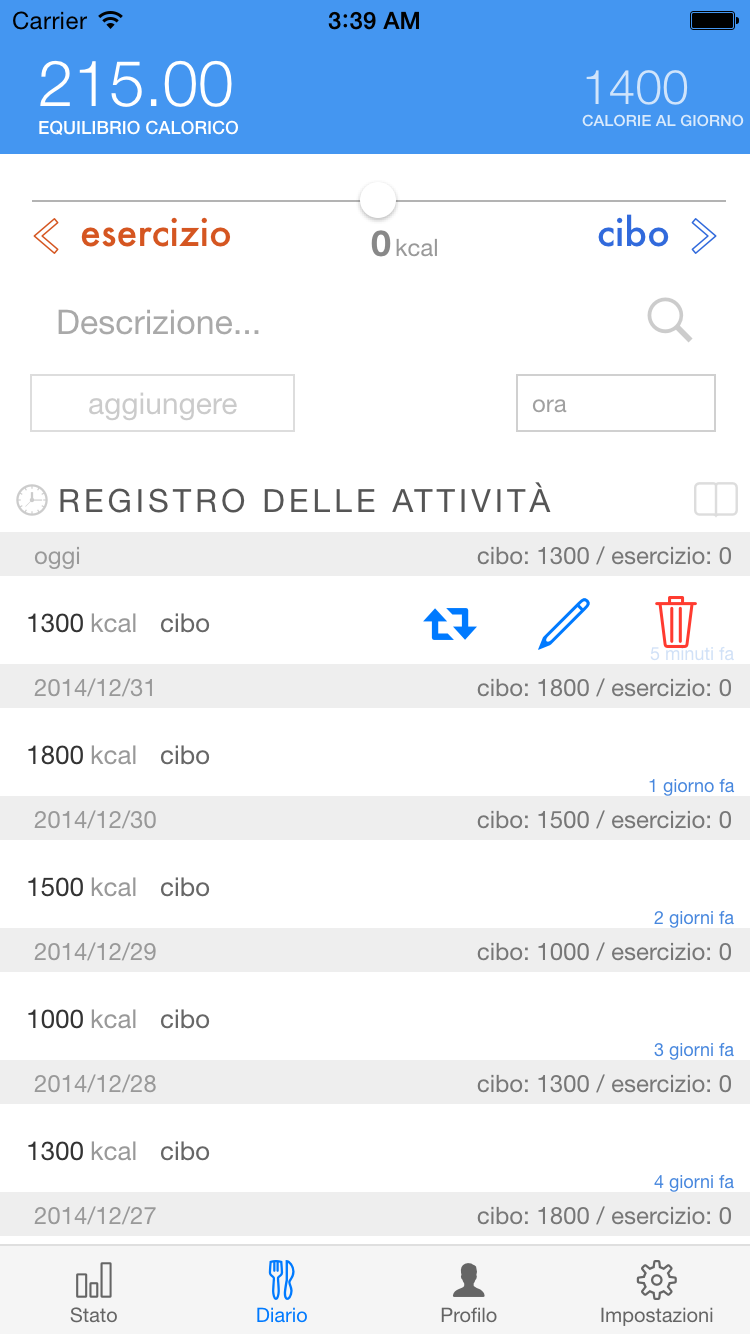 Carrier 3:39 AM
215.00 1400
EQUILIBRIO CALORICO CALORIE AL GIORNO
esercizio 0 kcal cibo
Descrizione...
aggiungere ora
REGISTRO DELLE ATTIVITÀ
oggi cibo: 1300 / esercizio: 0
1300 kcal cibo
5 minuti fa
2014/12/31 cibo: 1800 / esercizio: 0
1800 kcal cibo
1 giorno fa
2014/12/30 cibo: 1500 / esercizio: 0
1500 kcal cibo
2 giorni fa
2014/12/29 cibo: 1000 / esercizio: 0
1000 kcal cibo
3 giorni fa
2014/12/28 cibo: 1300 / esercizio: 0
1300 kcal cibo
4 giorni fa
2014/12/27 cibo: 1800 / esercizio: 0
Stato Diario Profilo Impostazioni